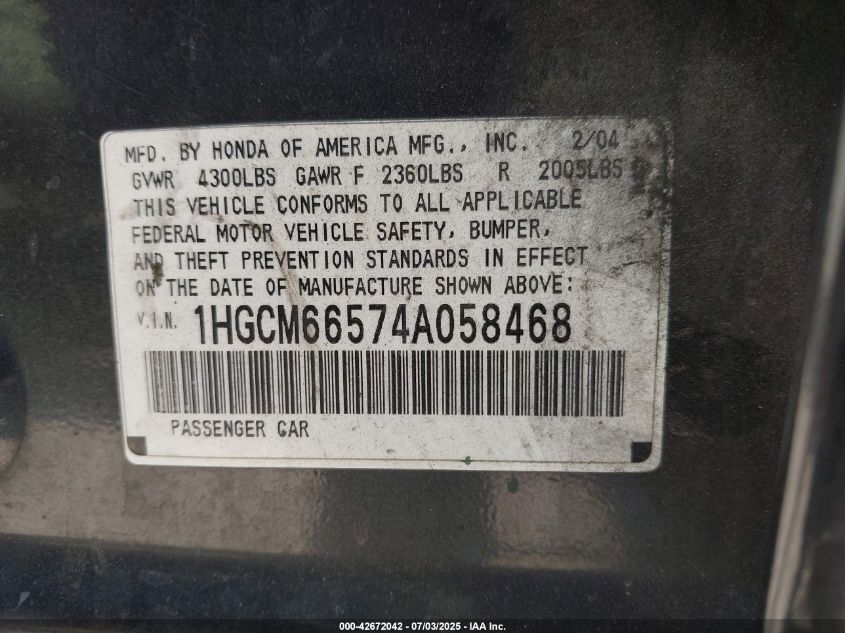 MFD. BY HONDA OF AMERICA MFG., INC. 2/04
GVWR 4300LBS GAWR F 2360LBS R 2005LBS
THIS VEHICLE CONFORMS TO ALL APPLICABLE
FEDERAL MOTOR VEHICLE SAFETY, BUMPER,
AND THEFT PREVENTION STANDARDS IN EFFECT
ON THE DATE OF MANUFACTURE SHOWN ABOVE:
V.I.N. 1HGCM66574A058468
PASSENGER CAR
000-42672042 - 07/03/2025 - IAA Inc.